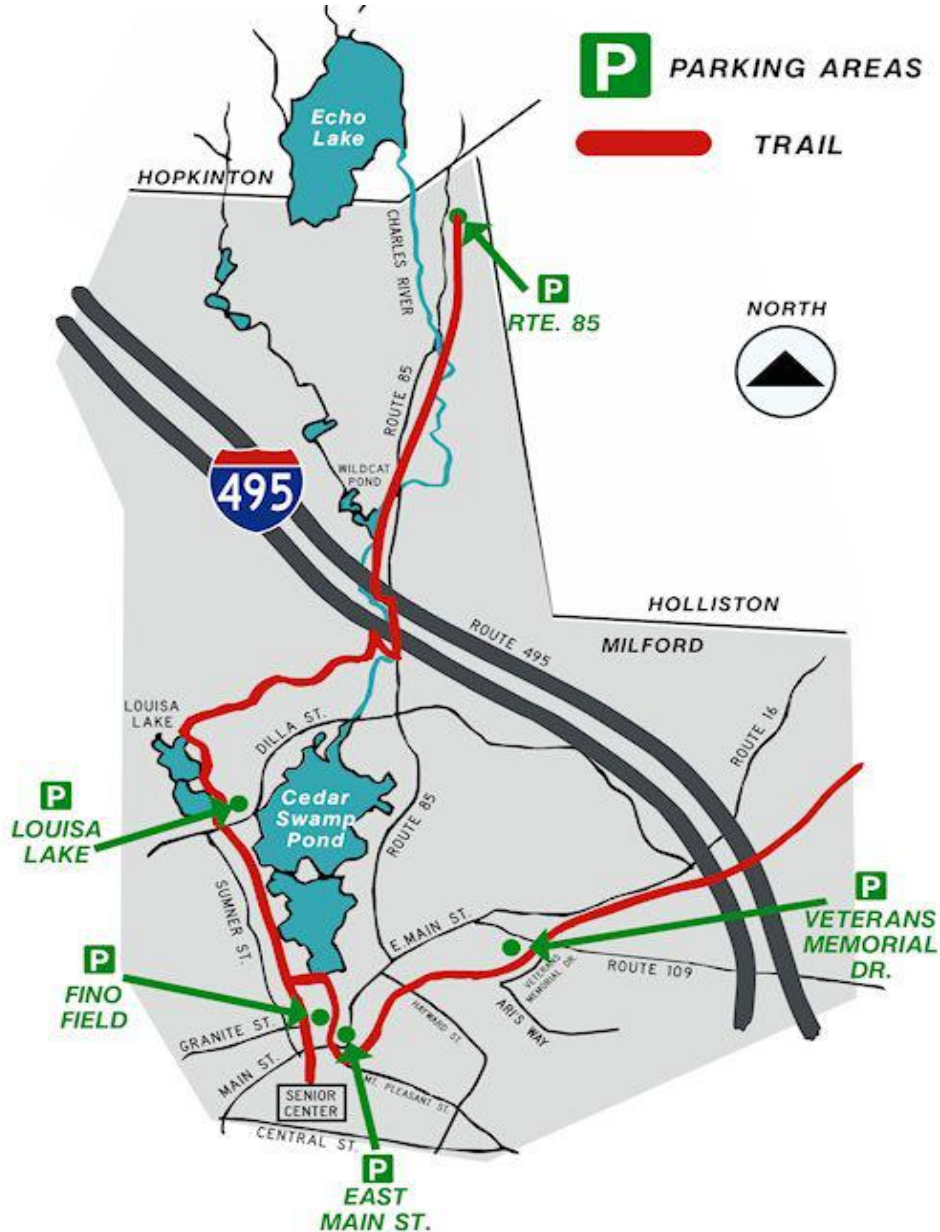 P PARKING AREAS
TRAIL
Echo
Lake
HOPKINTON
CHARLES RIVER
P
RTE. 85
NORTH
ROUTE 85
WILDCAT
POND
495
HOLLISTON
ROUTE 495
MILFORD
LOUISA
LAKE
DILLA ST.
ROUTE 16
P
LOUISA
LAKE
Cedar
Swamp
Pond
ROUTE 85
SUMNER ST.
P
VETERANS
MEMORIAL
DR.
E. MAIN ST.
P
FINO
FIELD
VETERANS
MEMORIAL DR.
ROUTE 109
ARI'S WAY
HAYWARD ST.
GRANITE ST.
MAIN ST.
MT. PLEASANT ST.
SENIOR
CENTER
CENTRAL ST.
P
EAST
MAIN ST.